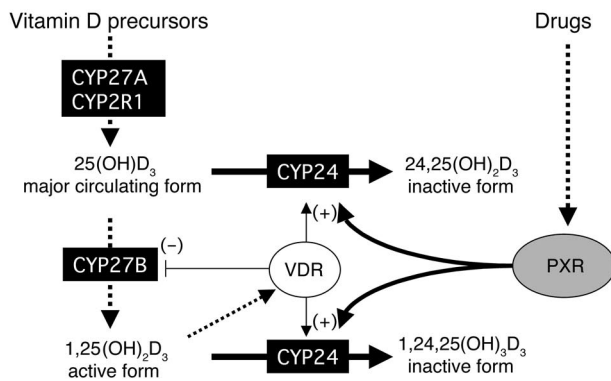 Vitamin D precursors
Drugs
CYP27A
CYP2R1
25(OH)D₃
major circulating form
CYP24
24,25(OH)₂D₃
inactive form
(+)
(−)
CYP27B
VDR
PXR
(+)
1,25(OH)₂D₃
active form
CYP24
1,24,25(OH)₃D₃
inactive form